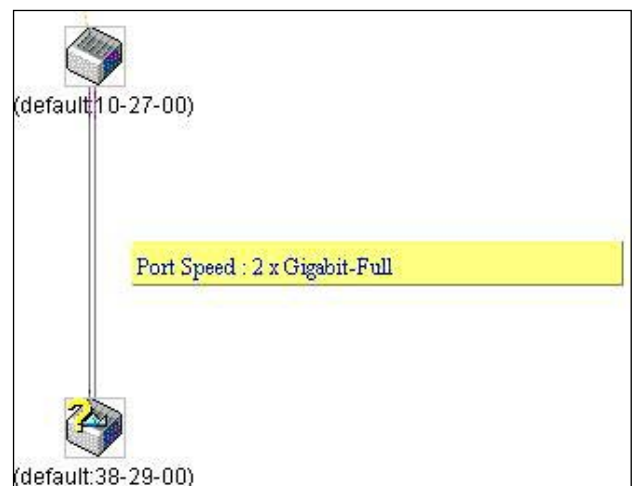 (default:10-27-00)
Port Speed : 2 x Gigabit-Full
?
(default:38-29-00)